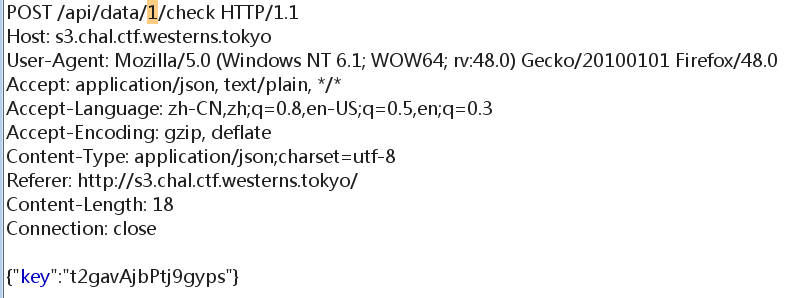 POST /api/data/1/check HTTP/1.1
Host: s3.chal.ctf.westerns.tokyo
User-Agent: Mozilla/5.0 (Windows NT 6.1; WOW64; rv:48.0) Gecko/20100101 Firefox/48.0
Accept: application/json, text/plain, */*
Accept-Language: zh-CN,zh;q=0.8,en-US;q=0.5,en;q=0.3
Accept-Encoding: gzip, deflate
Content-Type: application/json;charset=utf-8
Referer: http://s3.chal.ctf.westerns.tokyo/
Content-Length: 18
Connection: close

{"key":"t2gavAjbPtj9gyps"}